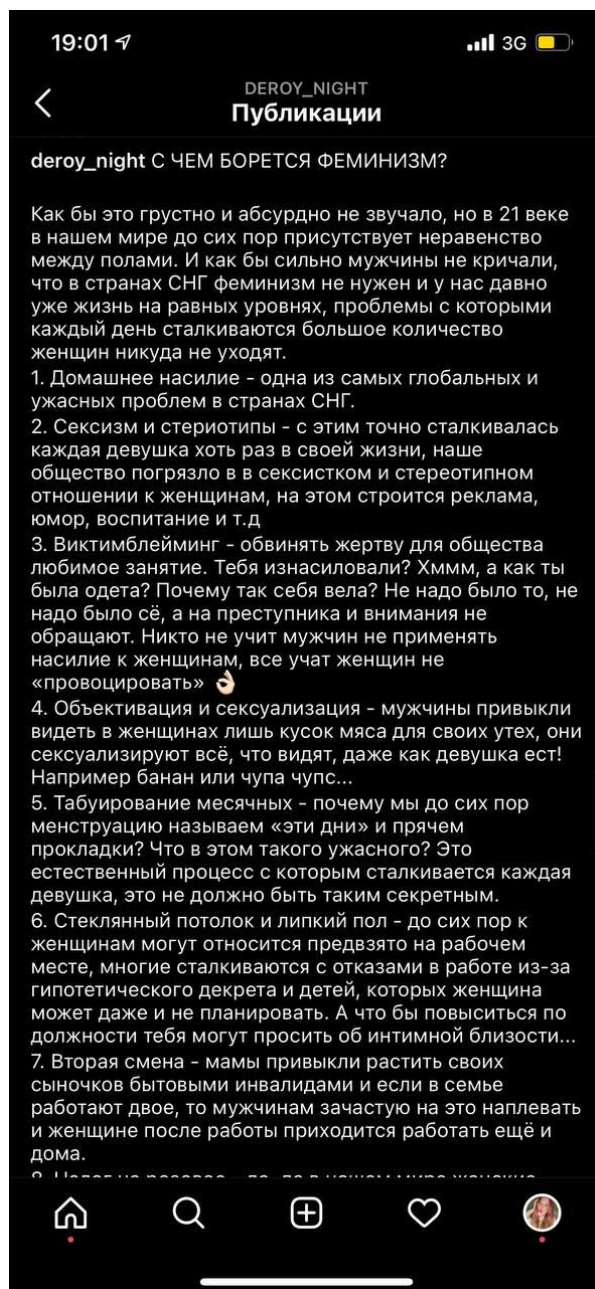 19:01
3G
DEROY_NIGHT
Публикации
deroy_night С ЧЕМ БОРЕТСЯ ФЕМИНИЗМ?
Как бы это грустно и абсурдно не звучало, но в 21 веке
в нашем мире до сих пор присутствует неравенство
между полами. И как бы сильно мужчины не кричали,
что в странах СНГ феминизм не нужен и у нас давно
уже жизнь на равных уровнях, проблемы с которыми
каждый день сталкиваются большое количество
женщин никуда не уходят.
1. Домашнее насилие - одна из самых глобальных и
ужасных проблем в странах СНГ.
2. Сексизм и стериотипы - с этим точно сталкивалась
каждая девушка хоть раз в своей жизни, наше
общество погрязло в в сексистком и стереотипном
отношении к женщинам, на этом строится реклама,
юмор, воспитание и т.д
3. Виктимблейминг - обвинять жертву для общества
любимое занятие. Тебя изнасиловали? Хммм, а как ты
была одета? Почему так себя вела? Не надо было то, не
надо было сё, а на преступника и внимания не
обращают. Никто не учит мужчин не применять
насилие к женщинам, все учат женщин не
«провоцировать» 👌🏻
4. Объективация и сексуализация - мужчины привыкли
видеть в женщинах лишь кусок мяса для своих утех, они
сексуализируют всё, что видят, даже как девушка ест!
Например банан или чупа чупс...
5. Табуирование месячных - почему мы до сих пор
менструацию называем «эти дни» и прячем
прокладки? Что в этом такого ужасного? Это
естественный процесс с которым сталкивается каждая
девушка, это не должно быть таким секретным.
6. Стеклянный потолок и липкий пол - до сих пор к
женщинам могут относится предвзято на рабочем
месте, многие сталкиваются с отказами в работе из-за
гипотетического декрета и детей, которых женщина
может даже и не планировать. А что бы повыситься по
должности тебя могут просить об интимной близости...
7. Вторая смена - мамы привыкли растить своих
сыночков бытовыми инвалидами и если в семье
работают двое, то мужчинам зачастую на это наплевать
и женщине после работы приходится работать ещё и
дома.